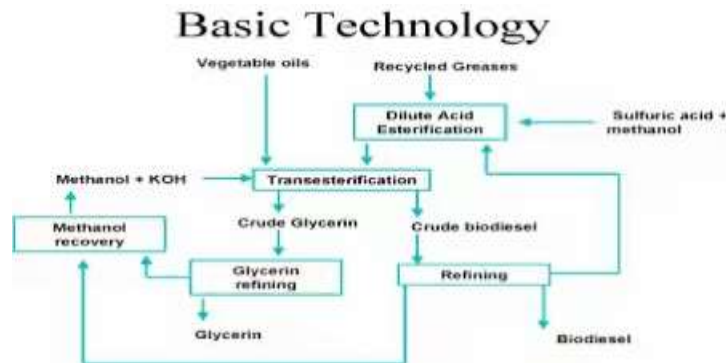 Basic Technology
Vegetable oils
Recycled Greases
Dilute Acid
Esterification
Sulfuric acid +
methanol
Methanol + KOH
Transesterification
Crude Glycerin
Crude biodiesel
Methanol
recovery
Glycerin
refining
Refining
Glycerin
Biodiesel